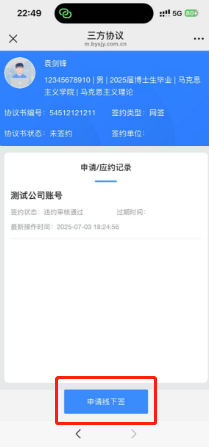 22:49
5G
三方协议
m.bysjy.com.cn
袁剑锋
12345678910 | 男 | 2025届博士生毕业 | 马克思
主义学院 | 马克思主义理论
协议书编号: 54512121211 签约类型: 网签
协议书状态: 未签约 签约单位:
申请/应约记录
测试公司账号
签约状态: 违约审核通过 过期时间:
最新操作时间: 2025-07-03 18:24:56
申请线下签